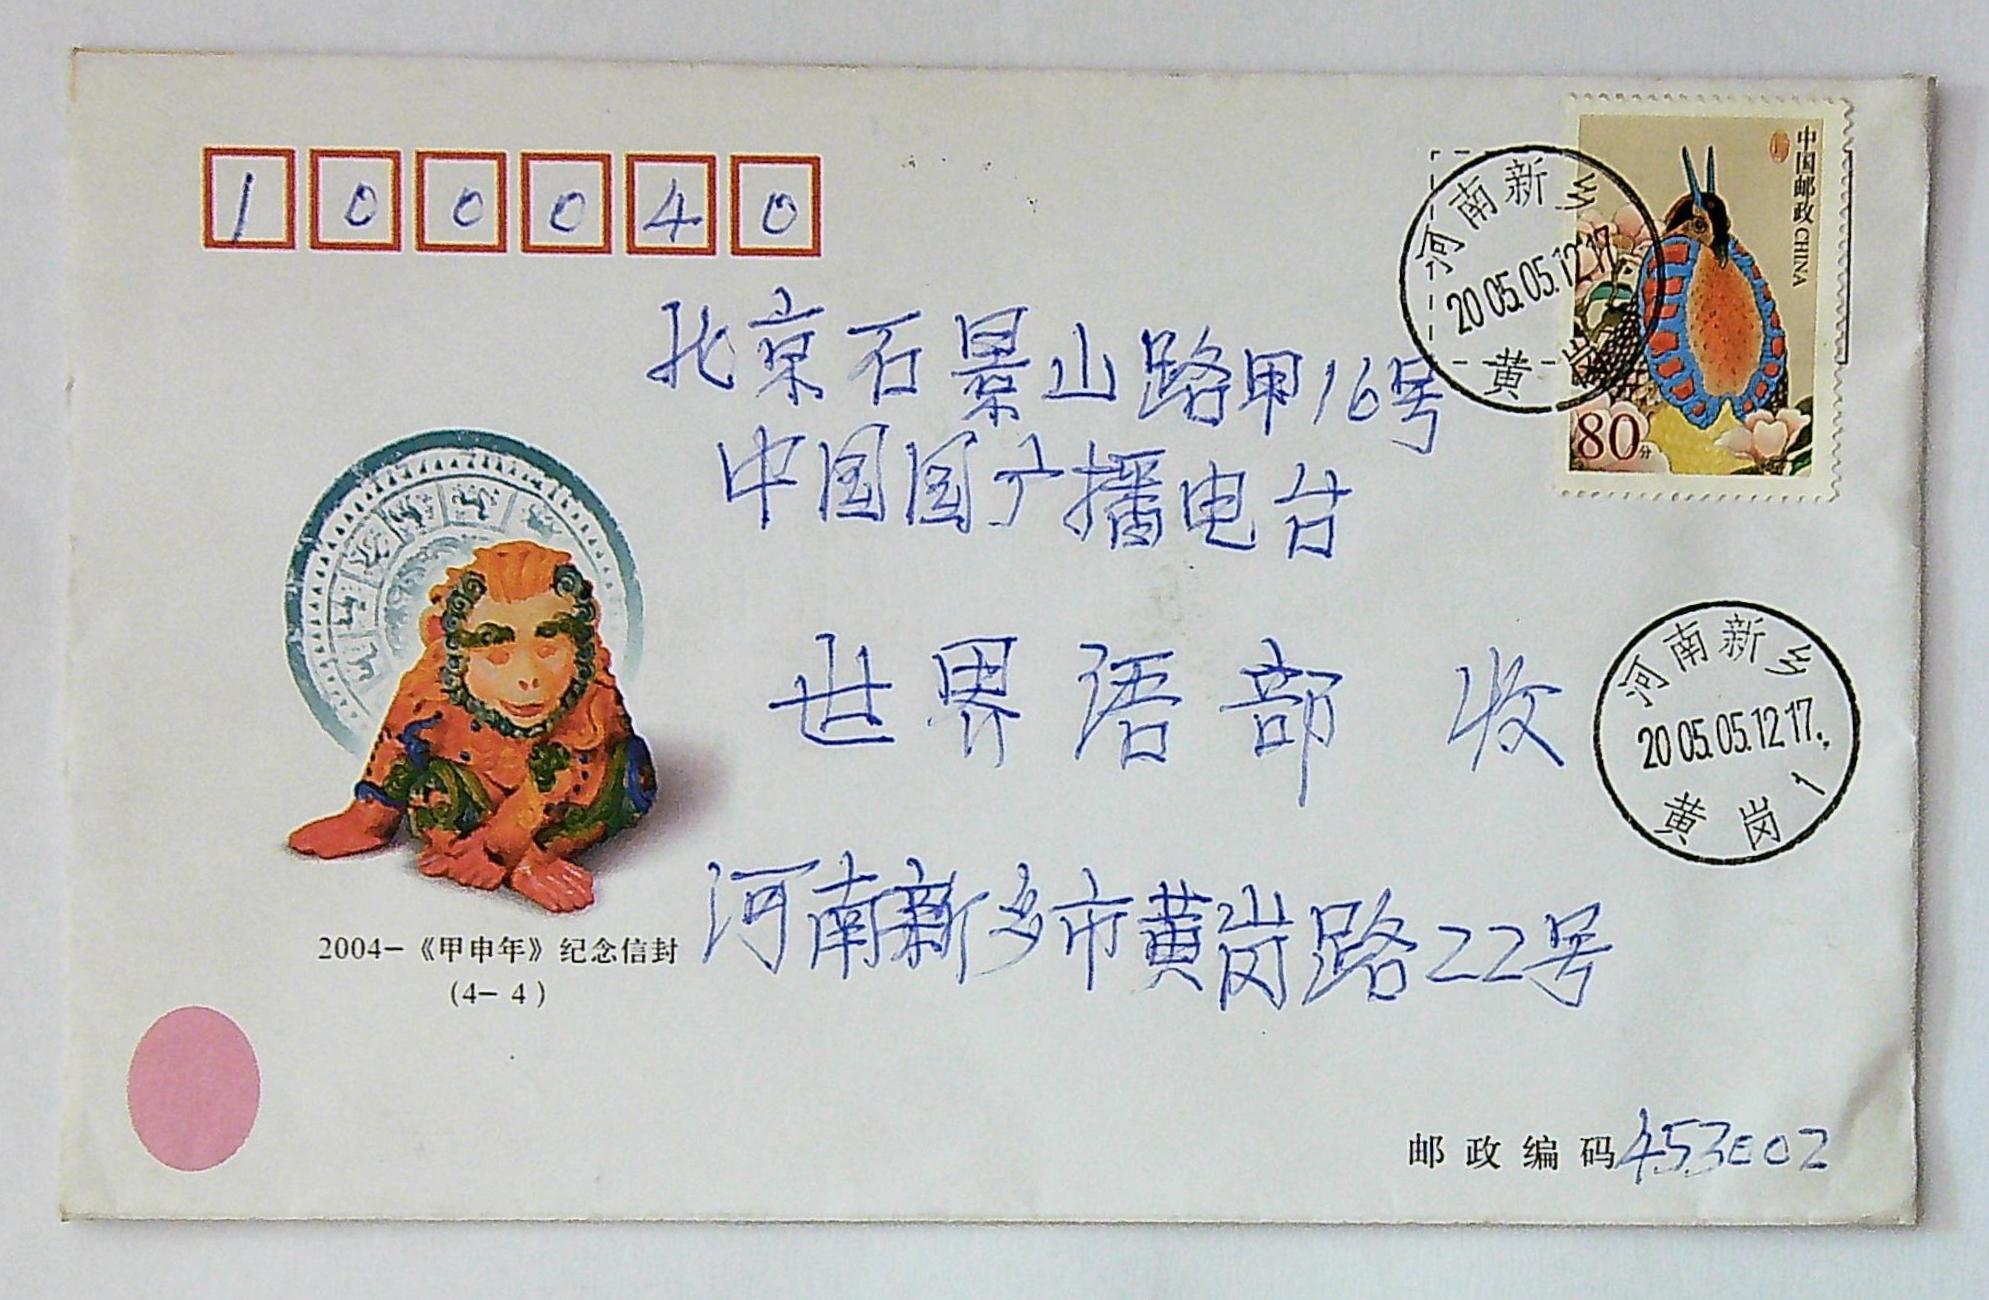 100040
中国邮政 CHINA
河南新乡
2005.05.12.17
黄岗
80分
北京石景山路甲16号
中国国广播电台
世界语部 收
河南新乡
2005.05.12.17.
黄岗 1
河南新乡市黄岗路22号
2004-《甲申年》纪念信封
(4-4)
邮政编码453002